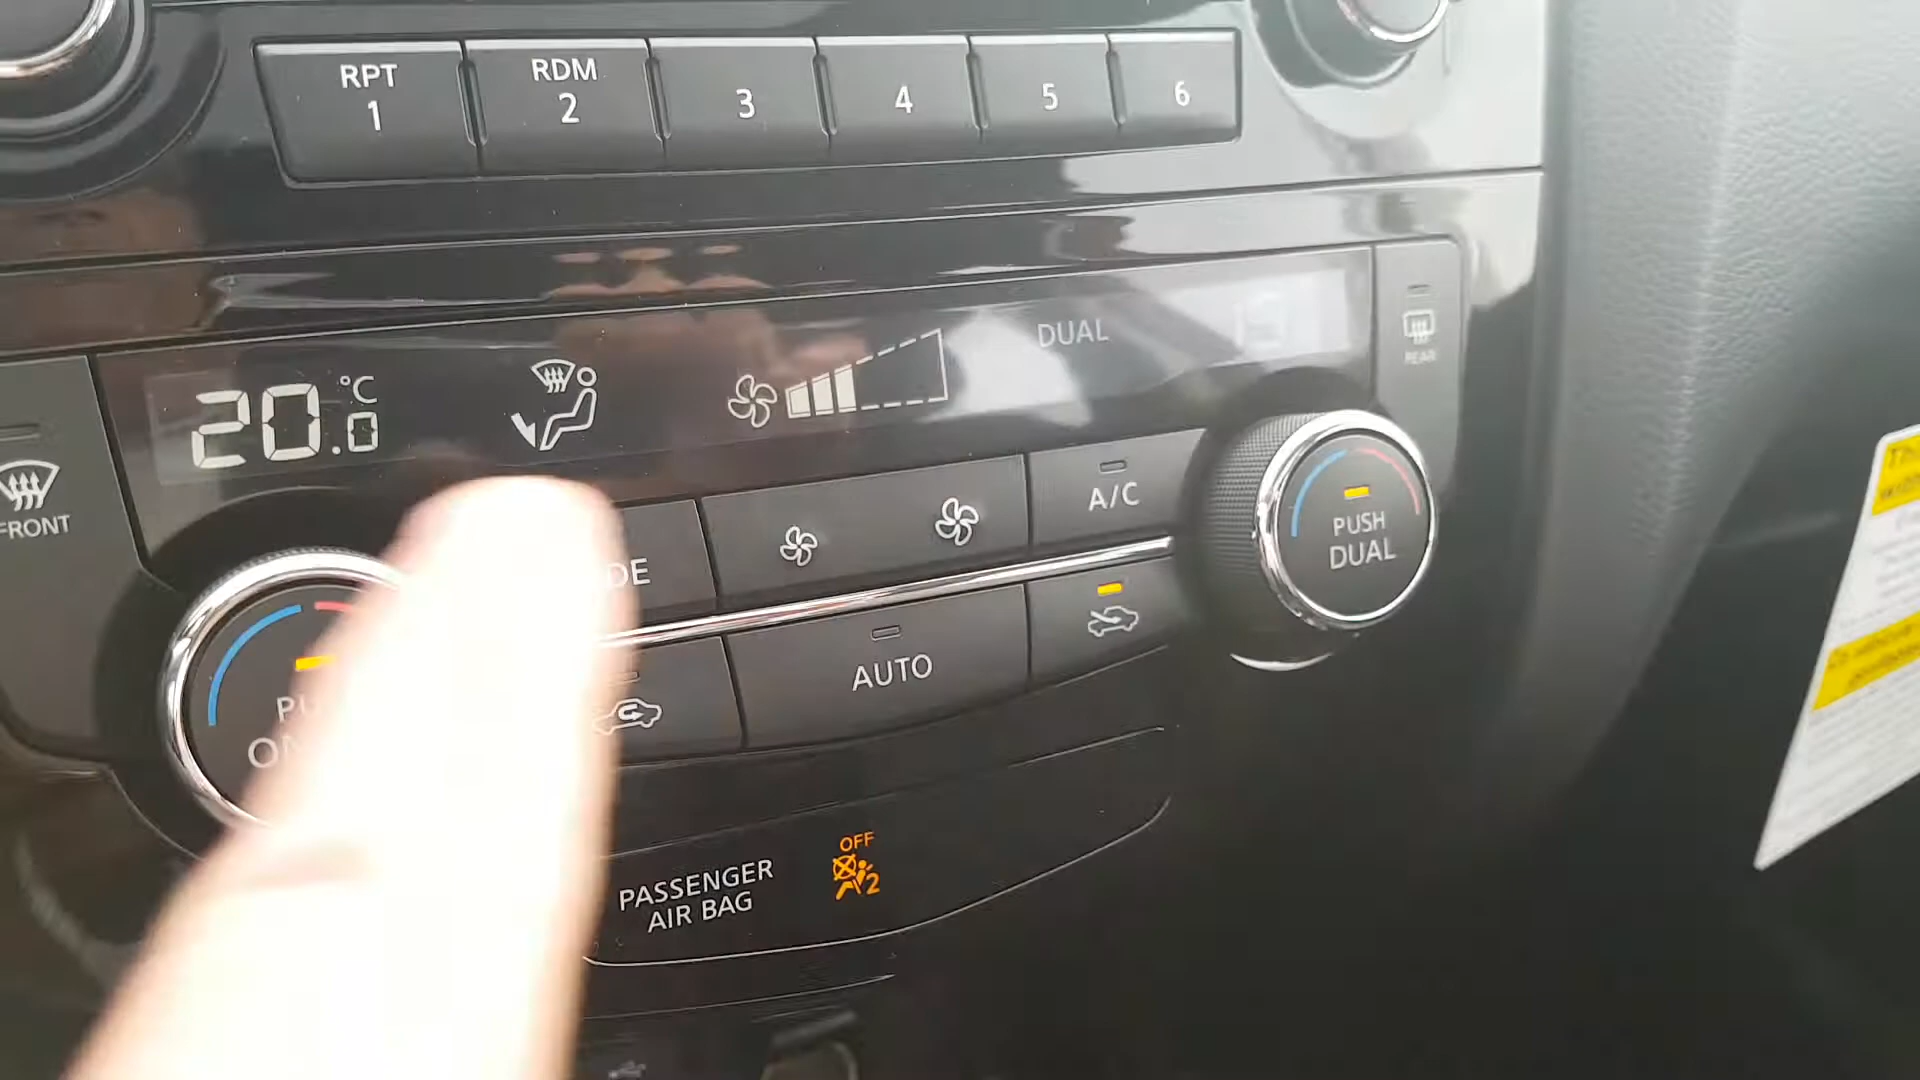 RPT
1
RDM
2
3
4
5
6
20.0 °C
DUAL
REAR
FRONT
A/C
PUSH
DUAL
AUTO
OFF
2
PASSENGER
AIR BAG